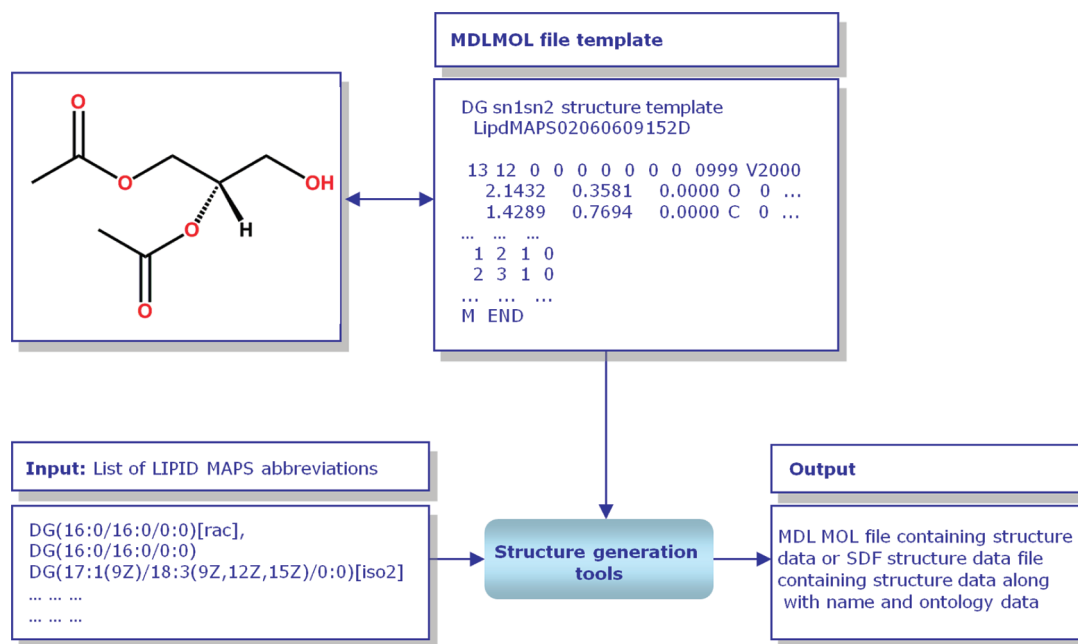 MDLMOL file template
O
O
OH
O
H
O
DG sn1sn2 structure template
LipdMAPS02060609152D
13 12 0 0 0 0 0 0 0 0999 V2000
2.1432 0.3581 0.0000 O 0 ...
1.4289 0.7694 0.0000 C 0 ...
... ... ...
1 2 1 0
2 3 1 0
... ... ...
M END
Input: List of LIPID MAPS abbreviations
DG(16:0/16:0/0:0)[rac],
DG(16:0/16:0/0:0)
DG(17:1(9Z)/18:3(9Z,12Z,15Z)/0:0)[iso2]
... ... ...
... ... ...
Structure generation
tools
Output
MDL MOL file containing structure
data or SDF structure data file
containing structure data along
with name and ontology data